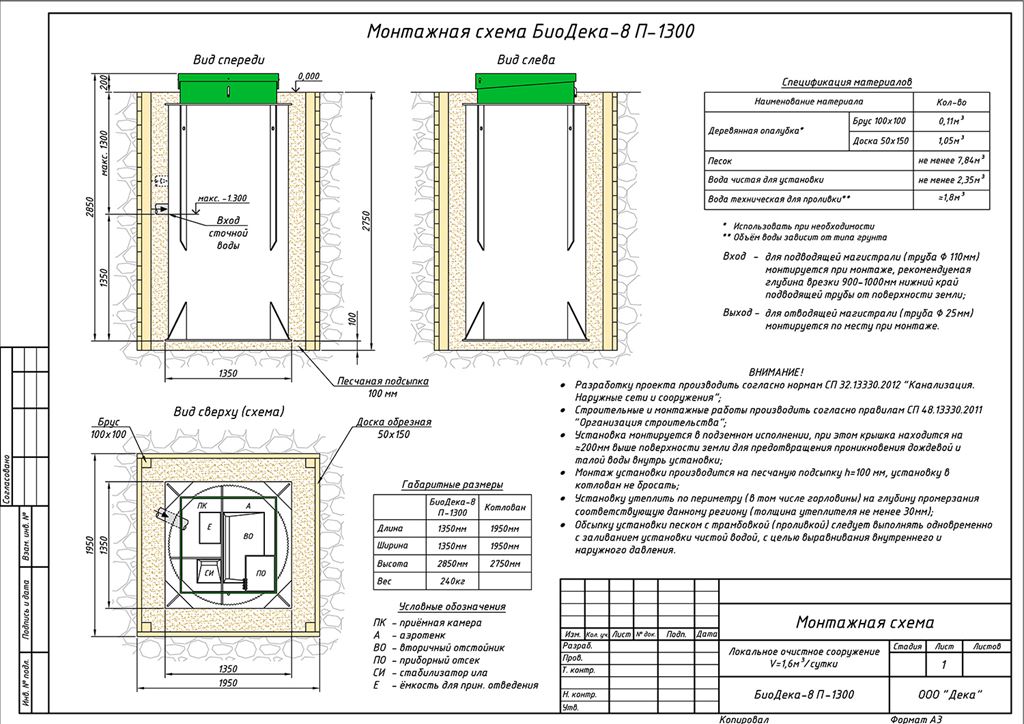 Монтажная схема БиоДека-8 П-1300
Вид спереди
Вид слева
0,000
200
макс. 1300
2850
1350
макс. -1.300
Вход
сточной
воды
2750
100
1350
Песчаная подсыпка
100 мм
Спецификация материалов
Наименование материала Кол-во
Деревянная опалубка* Брус 100х100 0,11м³
Доска 50х150 1,05м³
Песок не менее 7,84м³
Вода чистая для установки не менее 2,35м³
Вода техническая для проливки** ≈1,8м³
* Использовать при необходимости
** Объём воды зависит от типа грунта
Вход - для подводящей магистрали (труба Ф 110мм)
монтируется при монтаже, рекомендуемая
глубина врезки 900-1000мм нижний край
подводящей трубы от поверхности земли;
Выход - для отводящей магистрали (труба Ф 25мм)
монтируется по месту при монтаже.
ВНИМАНИЕ!
• Разработку проекта производить согласно нормам СП 32.13330.2012 "Канализация.
Наружные сети и сооружения";
• Строительные и монтажные работы производить согласно правилам СП 48.13330.2011
"Организация строительства";
• Установка монтируется в подземном исполнении, при этом крышка находится на
≈200мм выше поверхности земли для предотвращения проникновения дождевой и
талой воды внутрь установки;
• Монтаж установки производится на песчаную подсыпку h=100 мм, установку в
котлован не бросать;
• Установку утеплить по периметру (в том числе горловины) на глубину промерзания
соответствующую данному региону (толщина утеплителя не менее 30мм);
• Обсыпку установки песком с трамбовкой (проливкой) следует выполнять одновременно
с заливанием установки чистой водой, с целью выравнивания внутреннего и
наружного давления.
Вид сверху (схема)
Брус
100х100
Доска обрезная
50х150
ПК
А
Е
ВО
СИ
ПО
1950
1350
1350
1950
Габаритные размеры
БиоДека-8 П-1300 Котлован
Длина 1350мм 1950мм
Ширина 1350мм 1950мм
Высота 2850мм 2750мм
Вес 240кг
Условные обозначения
ПК - приёмная камера
А - аэротенк
ВО - вторичный отстойник
ПО - приборный отсек
СИ - стабилизатор ила
Е - ёмкость для прин. отведения
Согласовано
Взам. инв. №
Подпись и дата
Инв. № подл.
Изм. Кол. уч. Лист № док. Подп. Дата
Разраб.
Пров.
Т. контр.
Н. контр.
Утв.
Монтажная схема
Локальное очистное сооружение
V=1,6м³/сутки
Стадия Лист Листов
1
БиоДека-8 П-1300
ООО "Дека"
Копировал Формат А3